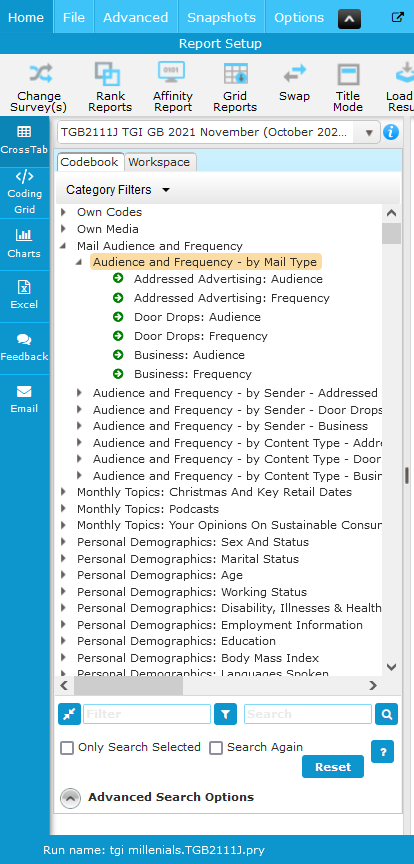 Home File Advanced Snapshots Options
Report Setup
Change Survey(s)
Rank Reports
Affinity Report
Grid Reports
Swap
Title Mode
Load
Resu
TGB2111J TGI GB 2021 November (October 202...
CrossTab
Coding Grid
Charts
Excel
Feedback
Email
Codebook Workspace
Category Filters
Own Codes
Own Media
Mail Audience and Frequency
Audience and Frequency - by Mail Type
Addressed Advertising: Audience
Addressed Advertising: Frequency
Door Drops: Audience
Door Drops: Frequency
Business: Audience
Business: Frequency
Audience and Frequency - by Sender - Addressed
Audience and Frequency - by Sender - Door Drops
Audience and Frequency - by Sender - Business
Audience and Frequency - by Content Type - Addre
Audience and Frequency - by Content Type - Door
Audience and Frequency - by Content Type - Busin
Monthly Topics: Christmas And Key Retail Dates
Monthly Topics: Podcasts
Monthly Topics: Your Opinions On Sustainable Consum
Personal Demographics: Sex And Status
Personal Demographics: Marital Status
Personal Demographics: Age
Personal Demographics: Working Status
Personal Demographics: Disability, Illnesses & Health
Personal Demographics: Employment Information
Personal Demographics: Education
Personal Demographics: Body Mass Index
Personal Demographics: Languages Spoken
Filter Search
Only Search Selected Search Again
?
Reset
Advanced Search Options
Run name: tgi millenials.TGB2111J.pry